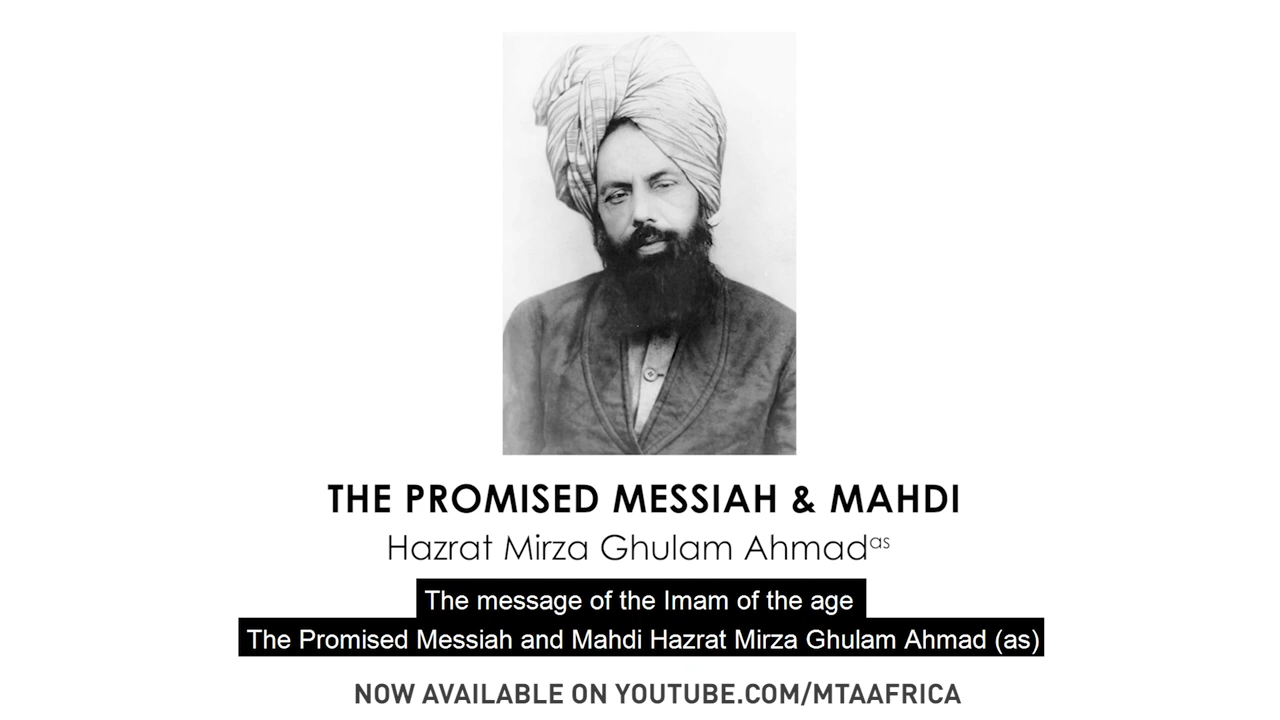 THE PROMISED MESSIAH & MAHDI
Hazrat Mirza Ghulam Ahmadas
The message of the Imam of the age
The Promised Messiah and Mahdi Hazrat Mirza Ghulam Ahmad (as)
NOW AVAILABLE ON YOUTUBE.COM/MTAAFRICA